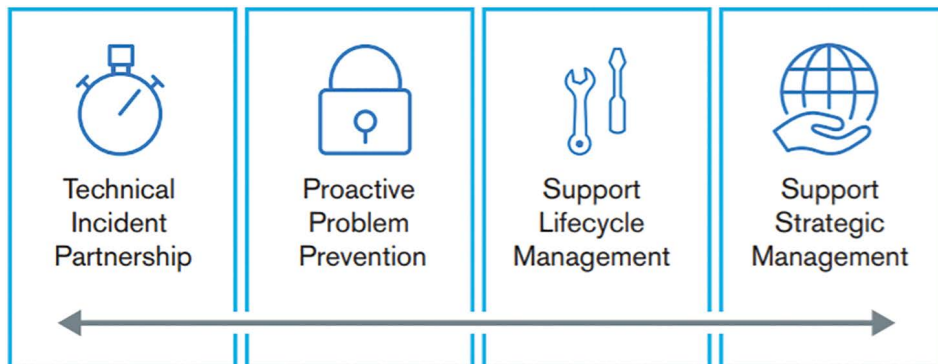 Technical
Incident
Partnership
Proactive
Problem
Prevention
Support
Lifecycle
Management
Support
Strategic
Management